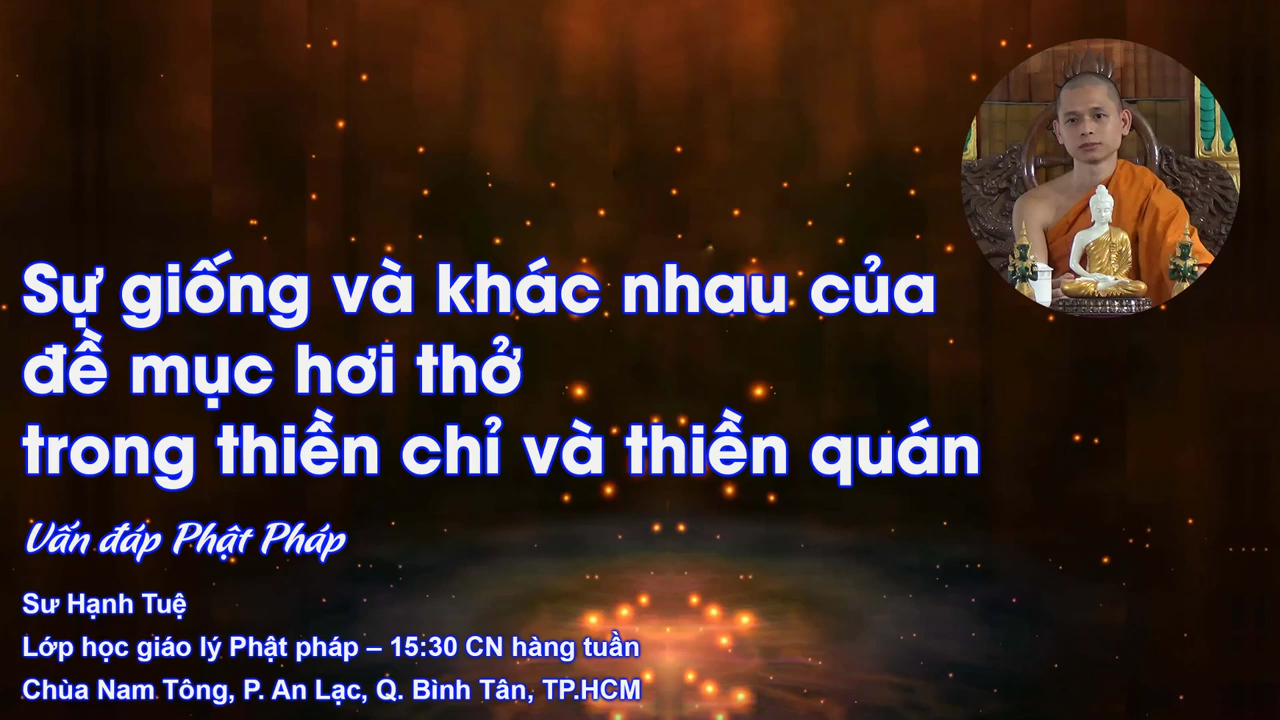 Sự giống và khác nhau của
đề mục hơi thở
trong thiền chỉ và thiền quán
Vấn đáp Phật Pháp
Sư Hạnh Tuệ
Lớp học giáo lý Phật pháp – 15:30 CN hàng tuần
Chùa Nam Tông, P. An Lạc, Q. Bình Tân, TP.HCM